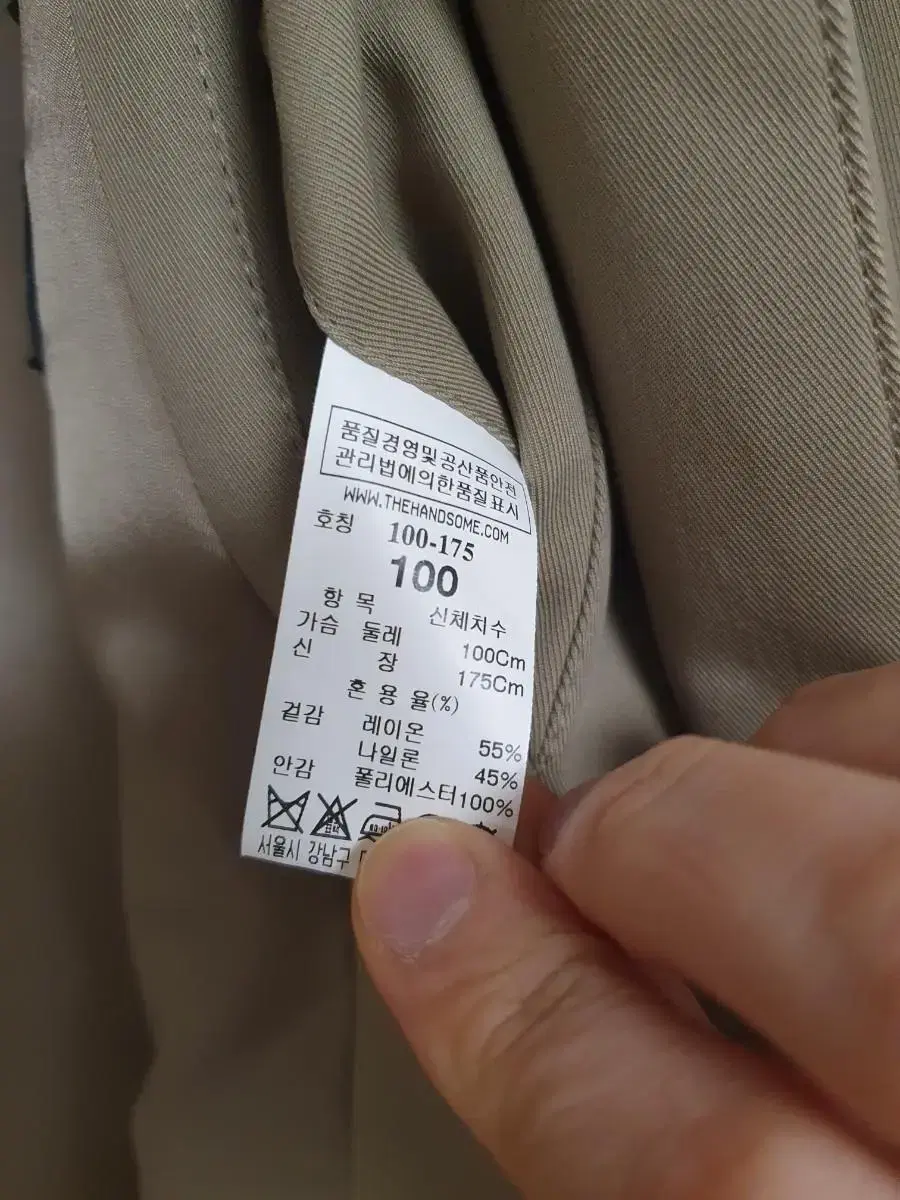 품질경영및공산품안전
관리법에의한품질표시
WWW.THEHANDSOME.COM
호칭 100-175
100
항 목 신체치수
가슴 둘레 100Cm
신 장 175Cm
혼 용 율(%)
겉감 레이온 55%
나일론 45%
안감 폴리에스터 100%
서울시 강남구